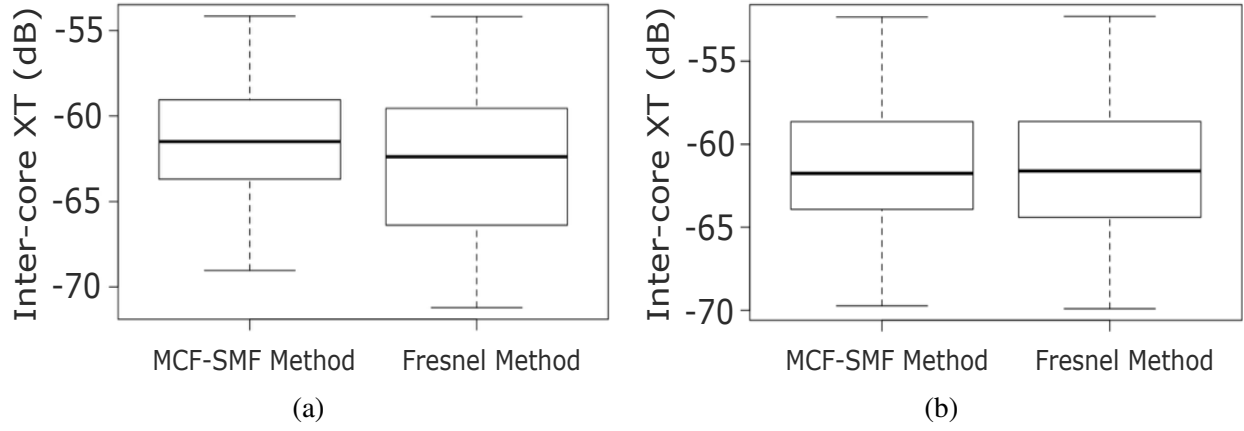 Inter-core XT (dB)
-55
-60
-65
-70
MCF-SMF Method
Fresnel Method
(a)
Inter-core XT (dB)
-55
-60
-65
-70
MCF-SMF Method
Fresnel Method
(b)